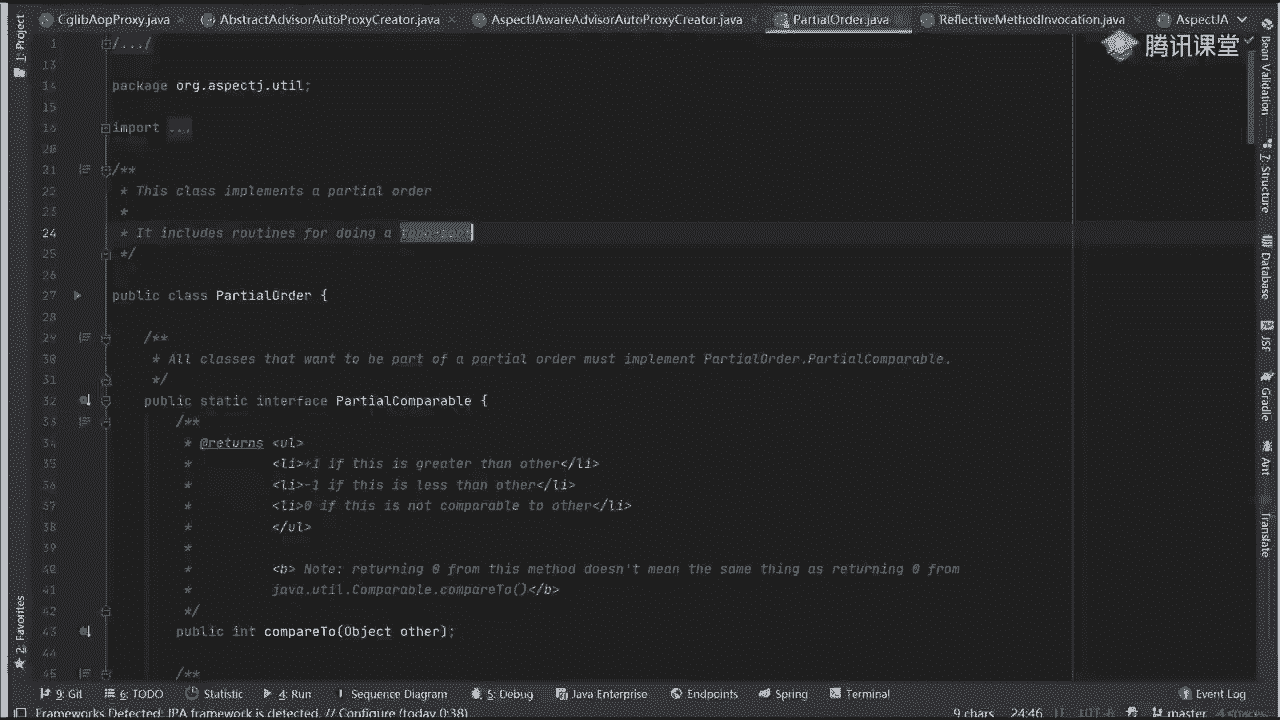 CglibAopProxy.java
AbstractAdvisorAutoProxyCreator.java
AspectJAwareAdvisorAutoProxyCreator.java
PartialOrder.java
ReflectiveMethodInvocation.java
AspectJA
腾讯课堂
1: Project
1 /.../
13
14 package org.aspectj.util;
15
16 import ...
20
21 /**
22 * This class implements a partial order
23 *
24 * It includes routines for doing a
25 */
26
27 public class PartialOrder {
28
29 /**
30 * All classes that want to be part of a partial order must implement PartialOrder.PartialComparable.
31 */
32 public static interface PartialComparable {
33 /**
34 * @returns <ul>
35 * <li>+1 if this is greater than other</li>
36 * <li>-1 if this is less than other</li>
37 * <li>0 if this is not comparable to other</li>
38 * </ul>
39 *
40 * <b> Note: returning 0 from this method doesn't mean the same thing as returning 0 from
41 * java.util.Comparable.compareTo()</b>
42 */
43 public int compareTo(Object other);
44
45 /**
2: Favorites
Bean Validation
7: Structure
Database
JSF
Gradle
Ant
Translate
9: Git
6: TODO
Statistic
4: Run
Sequence Diagram
5: Debug
Java Enterprise
Endpoints
Spring
Terminal
Event Log
Frameworks Detected: JPA framework is detected. // Configure (today 0:38)
9 chars
24:46
UTF-8
master